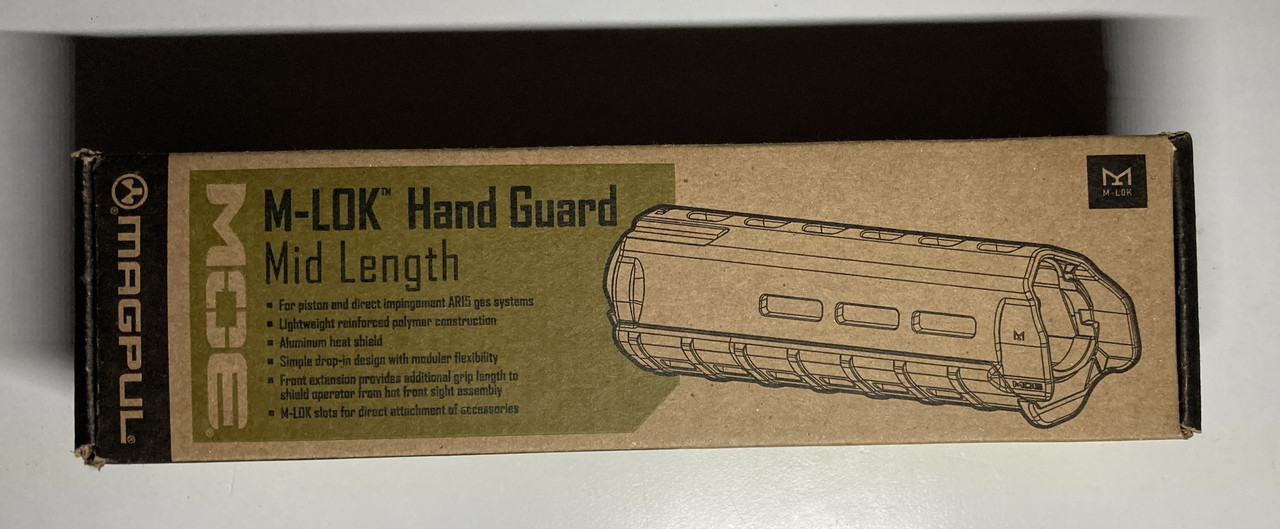 MAGPUL®
MOE®
M-LOK™ Hand Guard
Mid Length
▪ For piston and direct impingement AR15 gas systems
▪ Lightweight reinforced polymer construction
▪ Aluminum heat shield
▪ Simple drop-in design with modular flexibility
▪ Front extension provides additional grip length to
shield operator from hot front sight assembly
▪ M-LOK slots for direct attachment of accessories
M-LOK
MOE